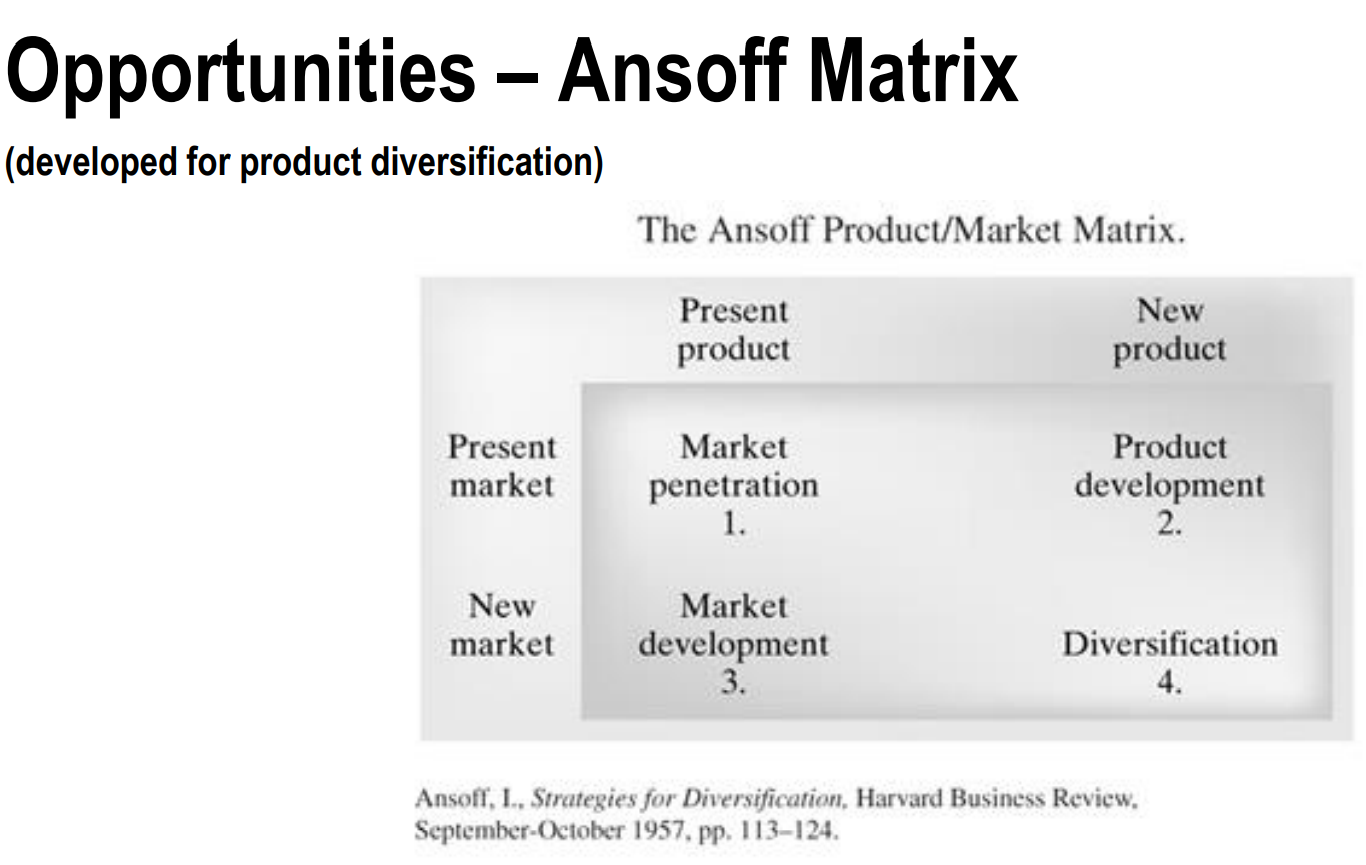 Opportunities – Ansoff Matrix
(developed for product diversification)
The Ansoff Product/Market Matrix.
Present New
product product
Present Market Product
market penetration development
1. 2.
New Market
market development Diversification
3. 4.
Ansoff, I., Strategies for Diversification, Harvard Business Review,
September-October 1957, pp. 113–124.